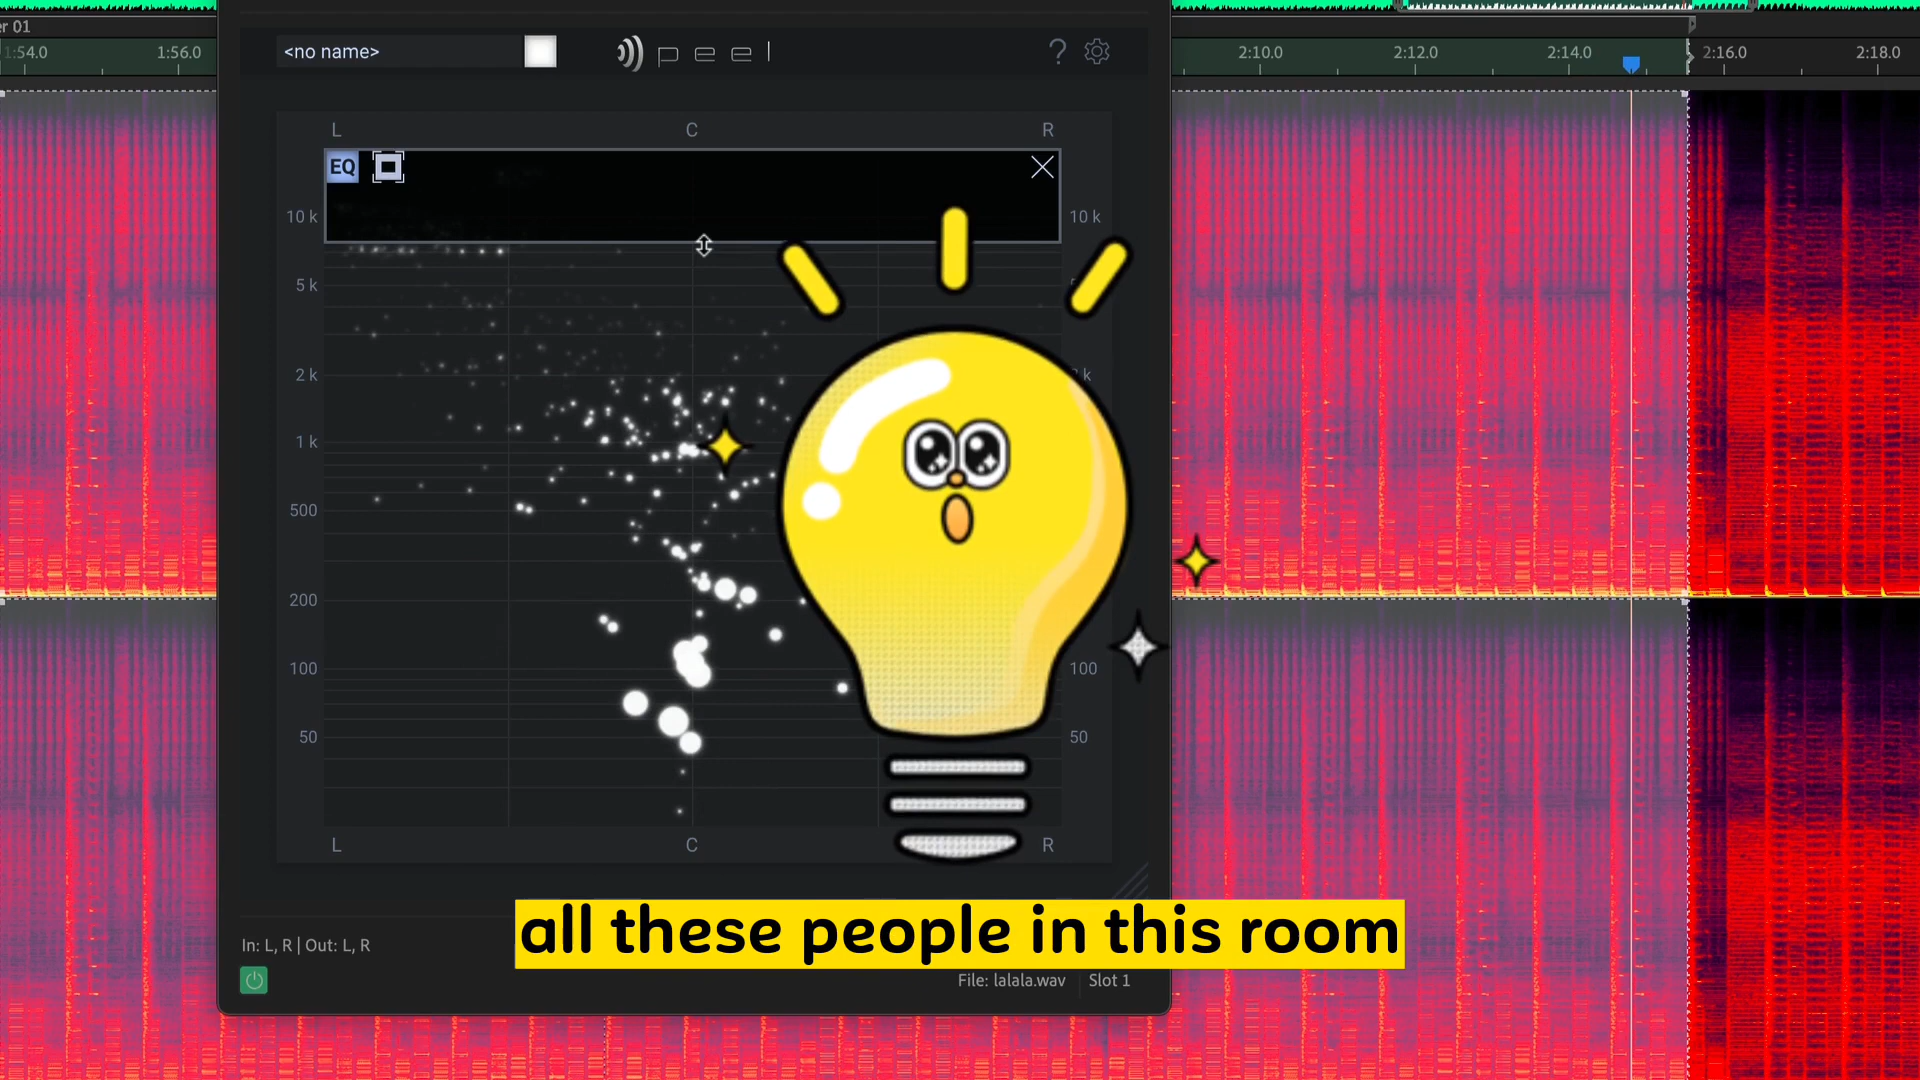 er 01
1:54.0 1:56.0 2:10.0 2:12.0 2:14.0 2:16.0 2:18.0
<no name> peel ?
L C R
EQ
10 k 10 k
5 k
2 k k
1 k
500
200
100 100
50 50
L C R
all these people in this room
In: L, R | Out: L, R
File: lalala.wav Slot 1